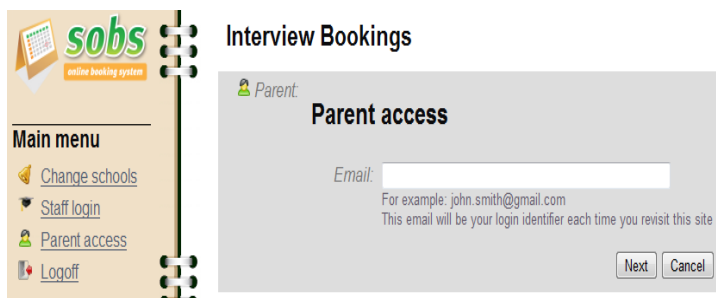 sobs
online booking system
Main menu
Change schools
Staff login
Parent access
Logoff
Interview Bookings
Parent:
Parent access
Email:
For example: john.smith@gmail.com
This email will be your login identifier each time you revisit this site
Next Cancel